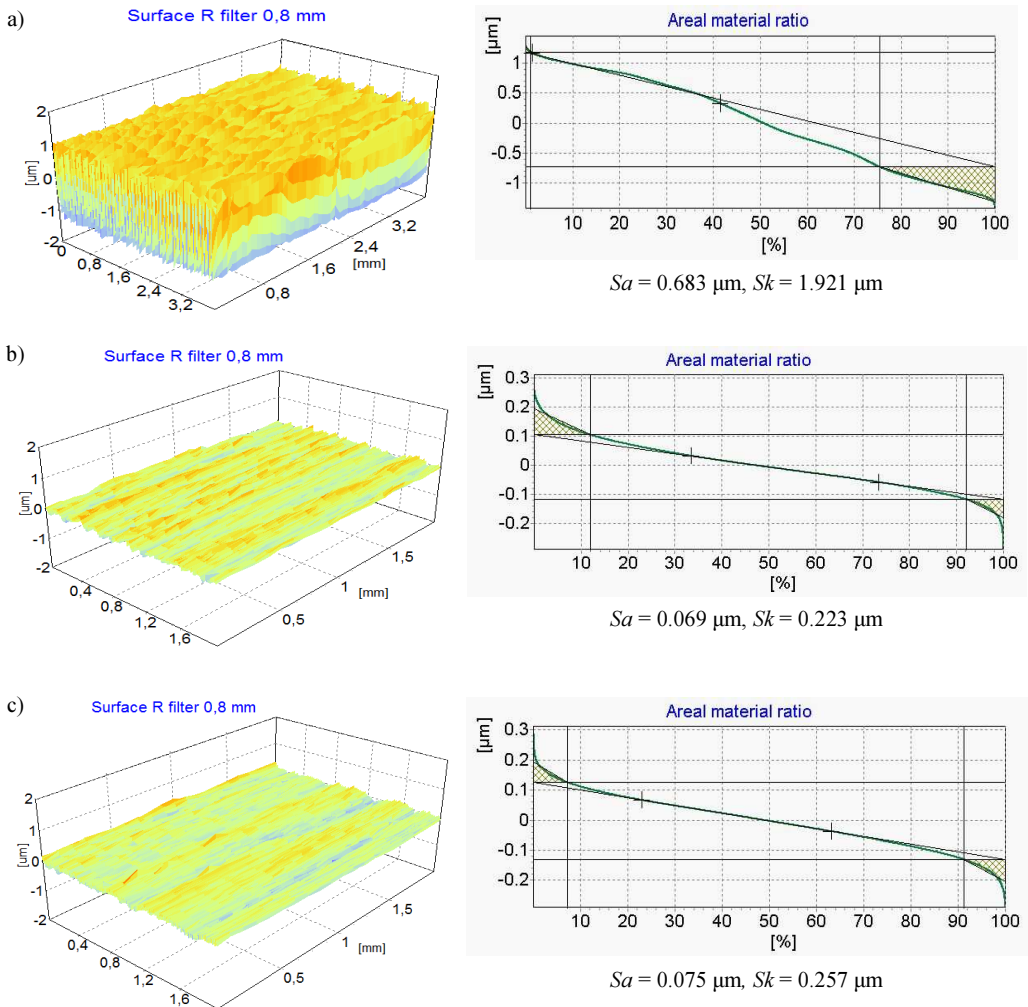 a)
Surface R filter 0,8 mm
2
1
0
-1
-2
[um]
0
0,8
1,6
2,4
3,2
0,8
1,6
2,4
3,2
[mm]
Areal material ratio
[µm]
1
0.5
0
-0.5
-1
10 20 30 40 50 60 70 80 90 100
[%]
Sa = 0.683 µm, Sk = 1.921 µm
b)
Surface R filter 0,8 mm
2
1
0
-1
-2
[um]
0,4
0,8
1,2
1,6
0,5
1
1,5
[mm]
Areal material ratio
[µm]
0.3
0.2
0.1
0
-0.1
-0.2
10 20 30 40 50 60 70 80 90 100
[%]
Sa = 0.069 µm, Sk = 0.223 µm
c)
Surface R filter 0,8 mm
2
1
0
-1
-2
[um]
0,4
0,8
1,2
1,6
0,5
1
1,5
[mm]
Areal material ratio
[µm]
0.3
0.2
0.1
0
-0.1
-0.2
10 20 30 40 50 60 70 80 90 100
[%]
Sa = 0.075 µm, Sk = 0.257 µm